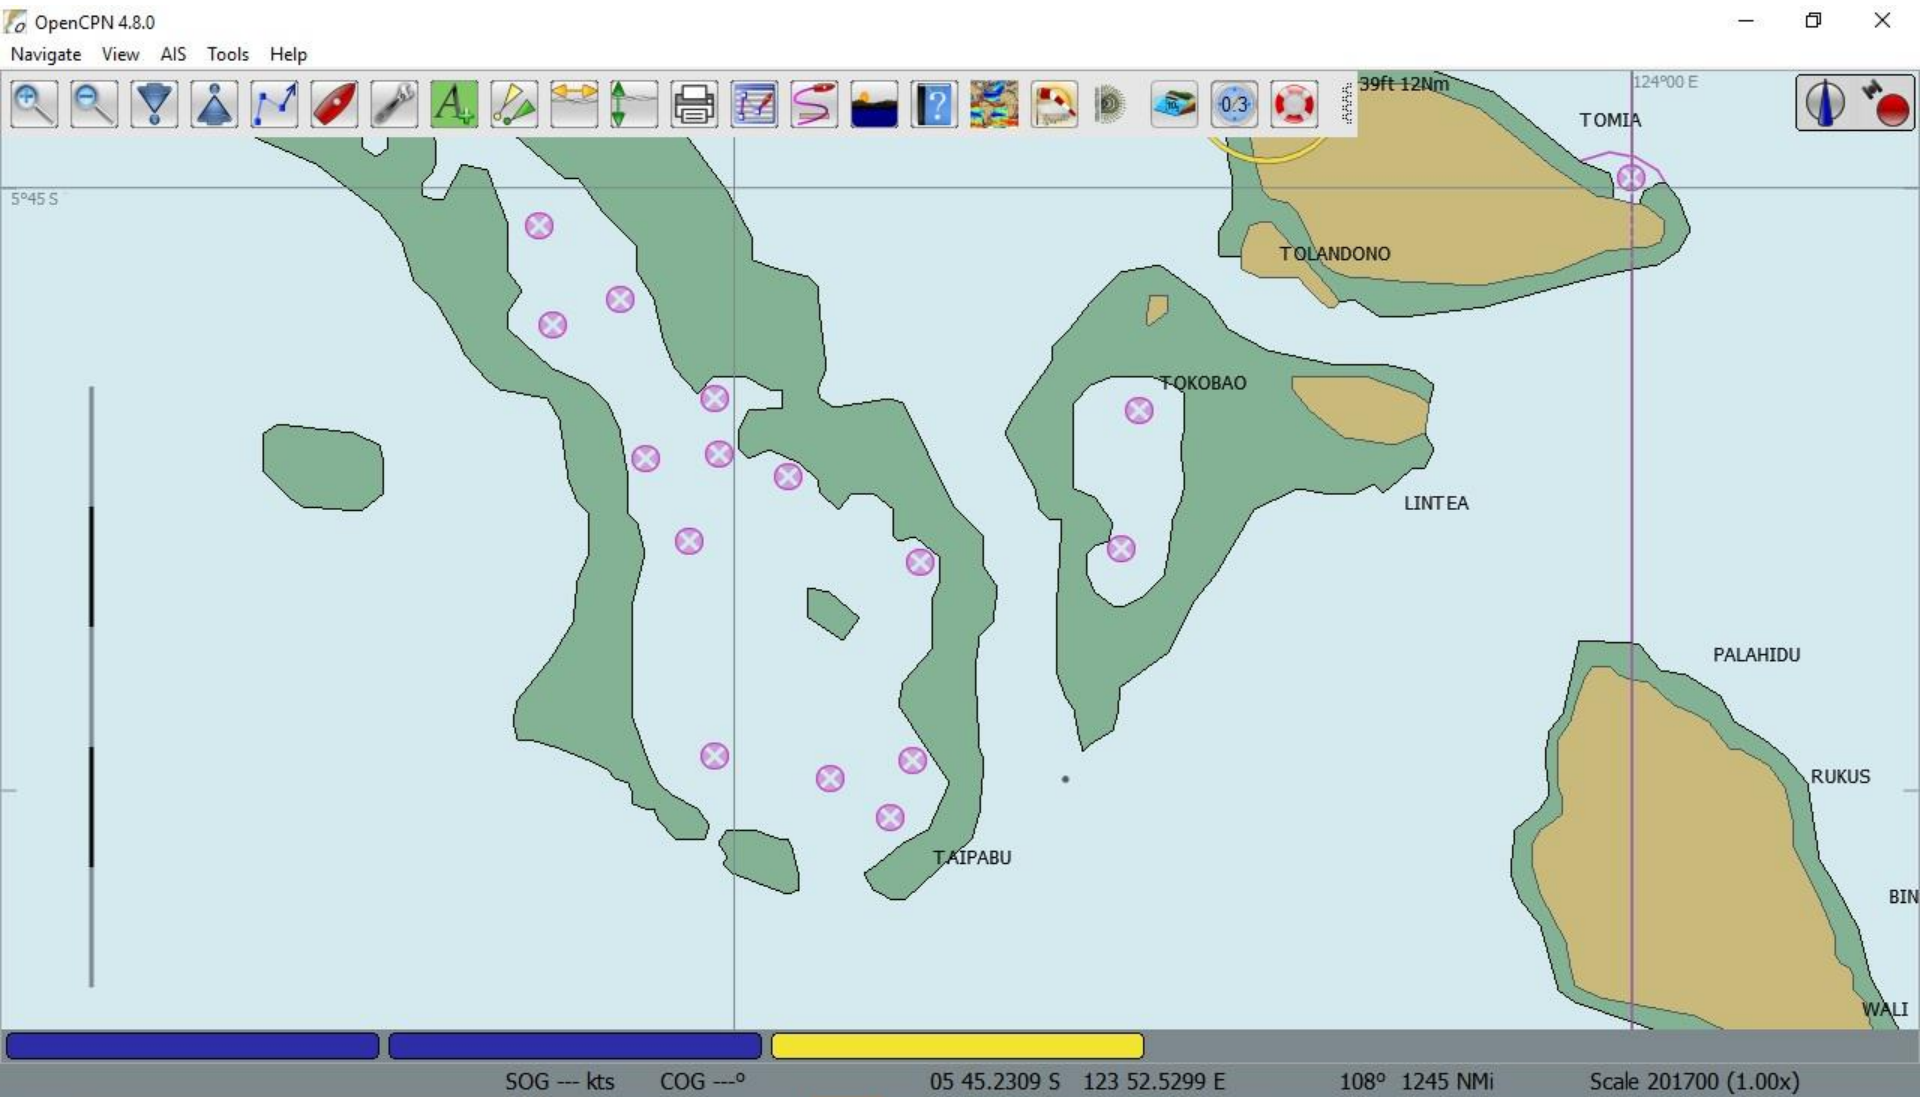 OpenCPN 4.8.0
Navigate View AIS Tools Help
39ft 12Nm
124°00 E
TOMIA
5°45 S
TOLANDONO
TOKOBAO
LINTEA
PALAHIDU
RUKUS
TAIPABU
BIN
WALI
SOG --- kts COG ---° 05 45.2309 S 123 52.5299 E 108° 1245 NMi Scale 201700 (1.00x)